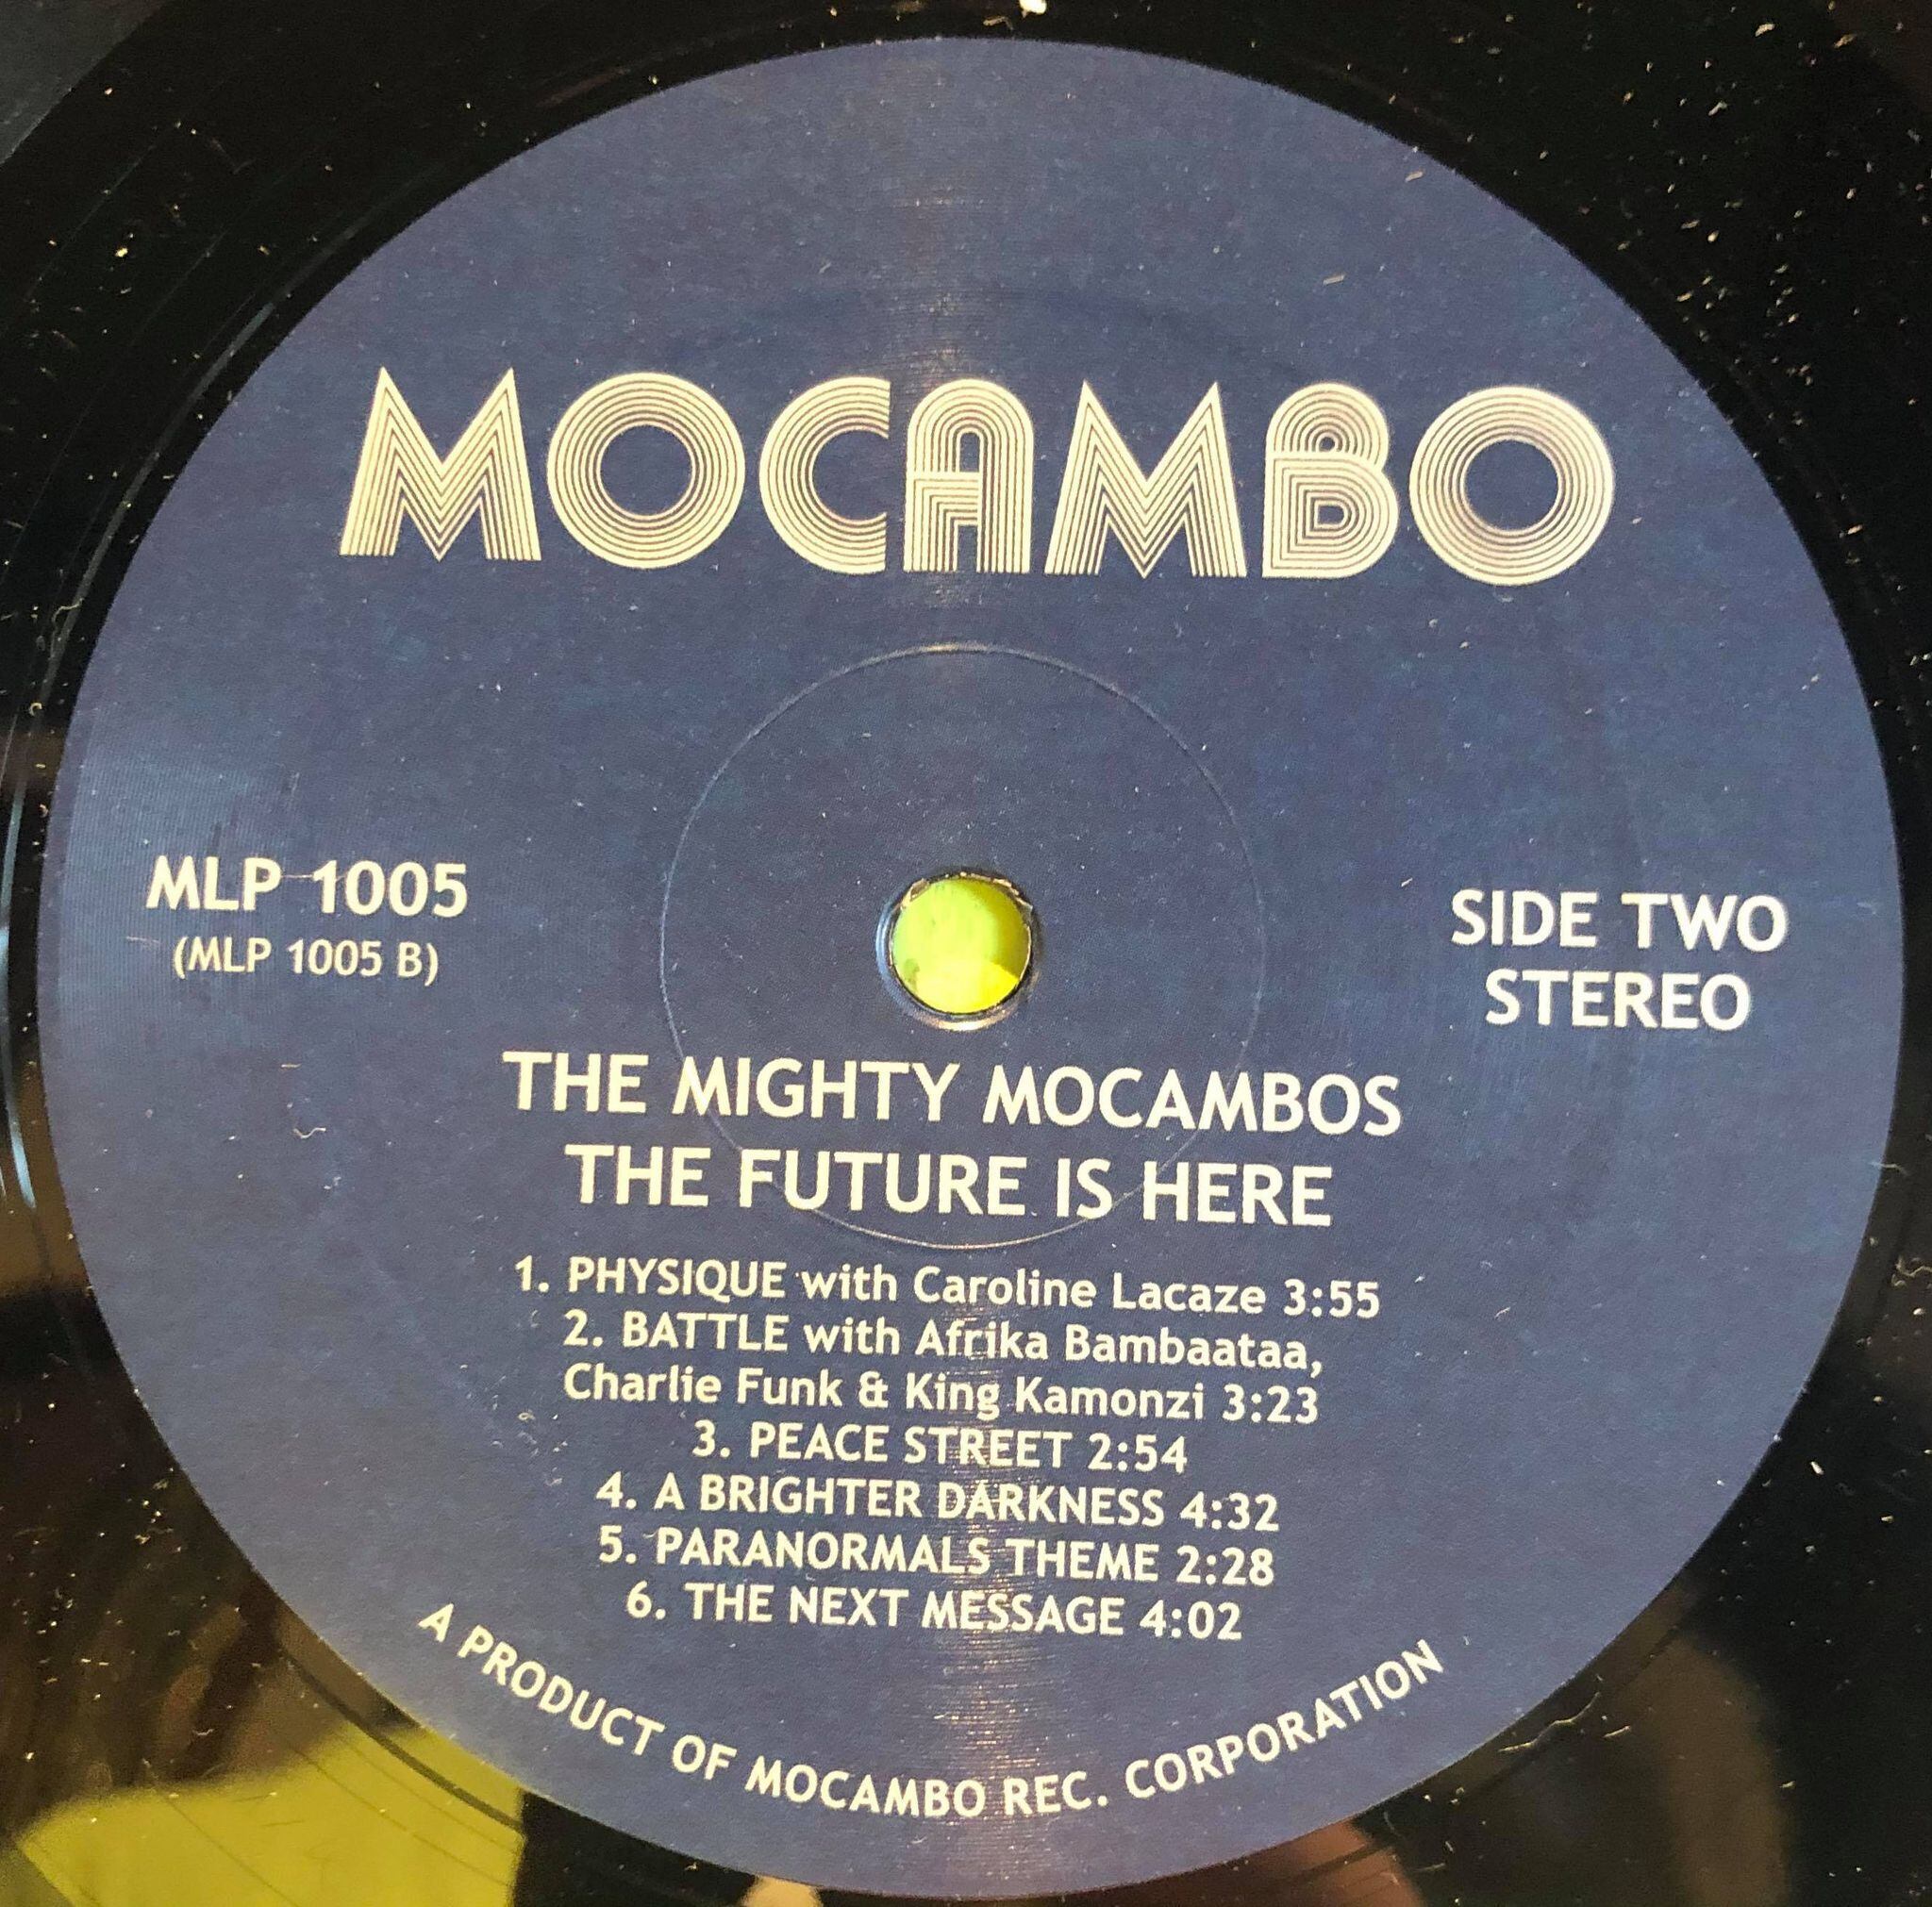 MOCAMBO
MLP 1005
(MLP 1005 B)
SIDE TWO
STEREO
THE MIGHTY MOCAMBOS
THE FUTURE IS HERE
1. PHYSIQUE with Caroline Lacaze 3:55
2. BATTLE with Afrika Bambaataa,
Charlie Funk & King Kamonzi 3:23
3. PEACE STREET 2:54
4. A BRIGHTER DARKNESS 4:32
5. PARANORMALS THEME 2:28
6. THE NEXT MESSAGE 4:02
A PRODUCT OF MOCAMBO REC. CORPORATION